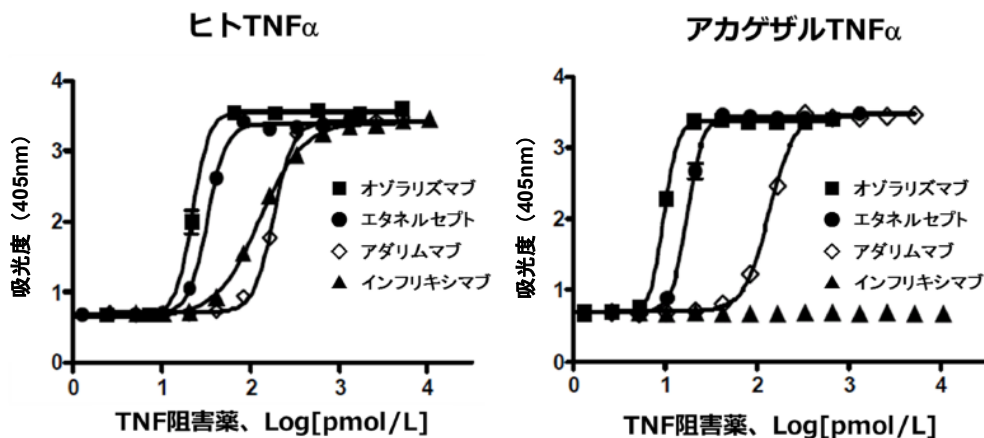 ヒトTNFα
4
3
2
1
0
吸光度（405nm）
オゾラリズマブ
エタネルセプト
アダリムマブ
インフリキシマブ
0 1 2 3 4
TNF阻害薬、Log[pmol/L]
アカゲザルTNFα
4
3
2
1
0
吸光度（405nm）
オゾラリズマブ
エタネルセプト
アダリムマブ
インフリキシマブ
0 1 2 3 4
TNF阻害薬、Log[pmol/L]